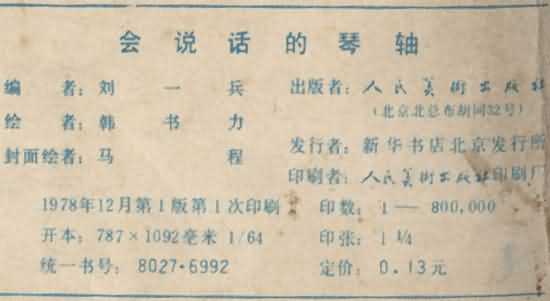 会说话的琴轴
编者：刘一兵
绘者：韩书力
封面绘者：马程
出版者：人民美术出版社
（北京北总布胡同32号）
发行者：新华书店北京发行所
印刷者：人民美术出版社印刷厂
1978年12月第1版第1次印刷
开本：787×1092毫米 1/64
统一书号：8027·6992
印数：1—800,000
印张：1 1/4
定价：0.13元